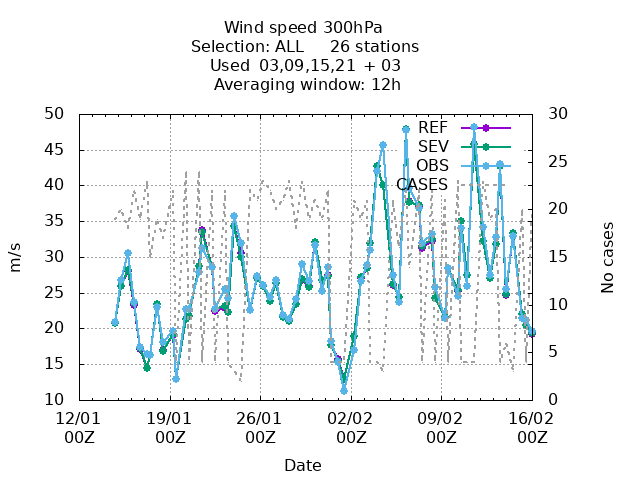 Wind speed 300hPa
Selection: ALL     26 stations
Used 03,09,15,21 + 03
Averaging window: 12h
50 30
REF
SEV
OBS
CASES
45 25
40 20
35
30 15
25
20 10
15 5
10 0
m/s
No cases
12/01 19/01 26/01 02/02 09/02 16/02
00Z 00Z 00Z 00Z 00Z 00Z
Date